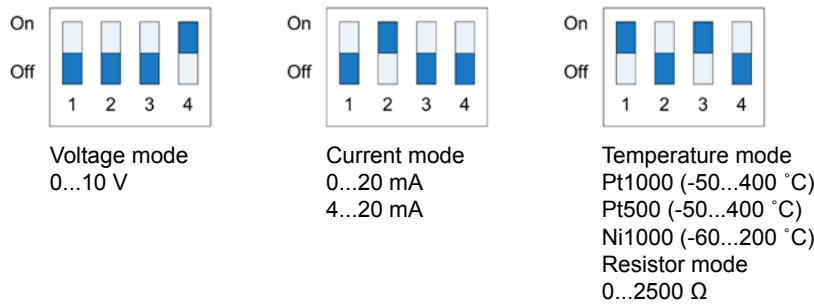 On
Off
1 2 3 4
Voltage mode
0...10 V
On
Off
1 2 3 4
Current mode
0...20 mA
4...20 mA
On
Off
1 2 3 4
Temperature mode
Pt1000 (-50...400 ˚C)
Pt500 (-50...400 ˚C)
Ni1000 (-60...200 ˚C)
Resistor mode
0...2500 Ω